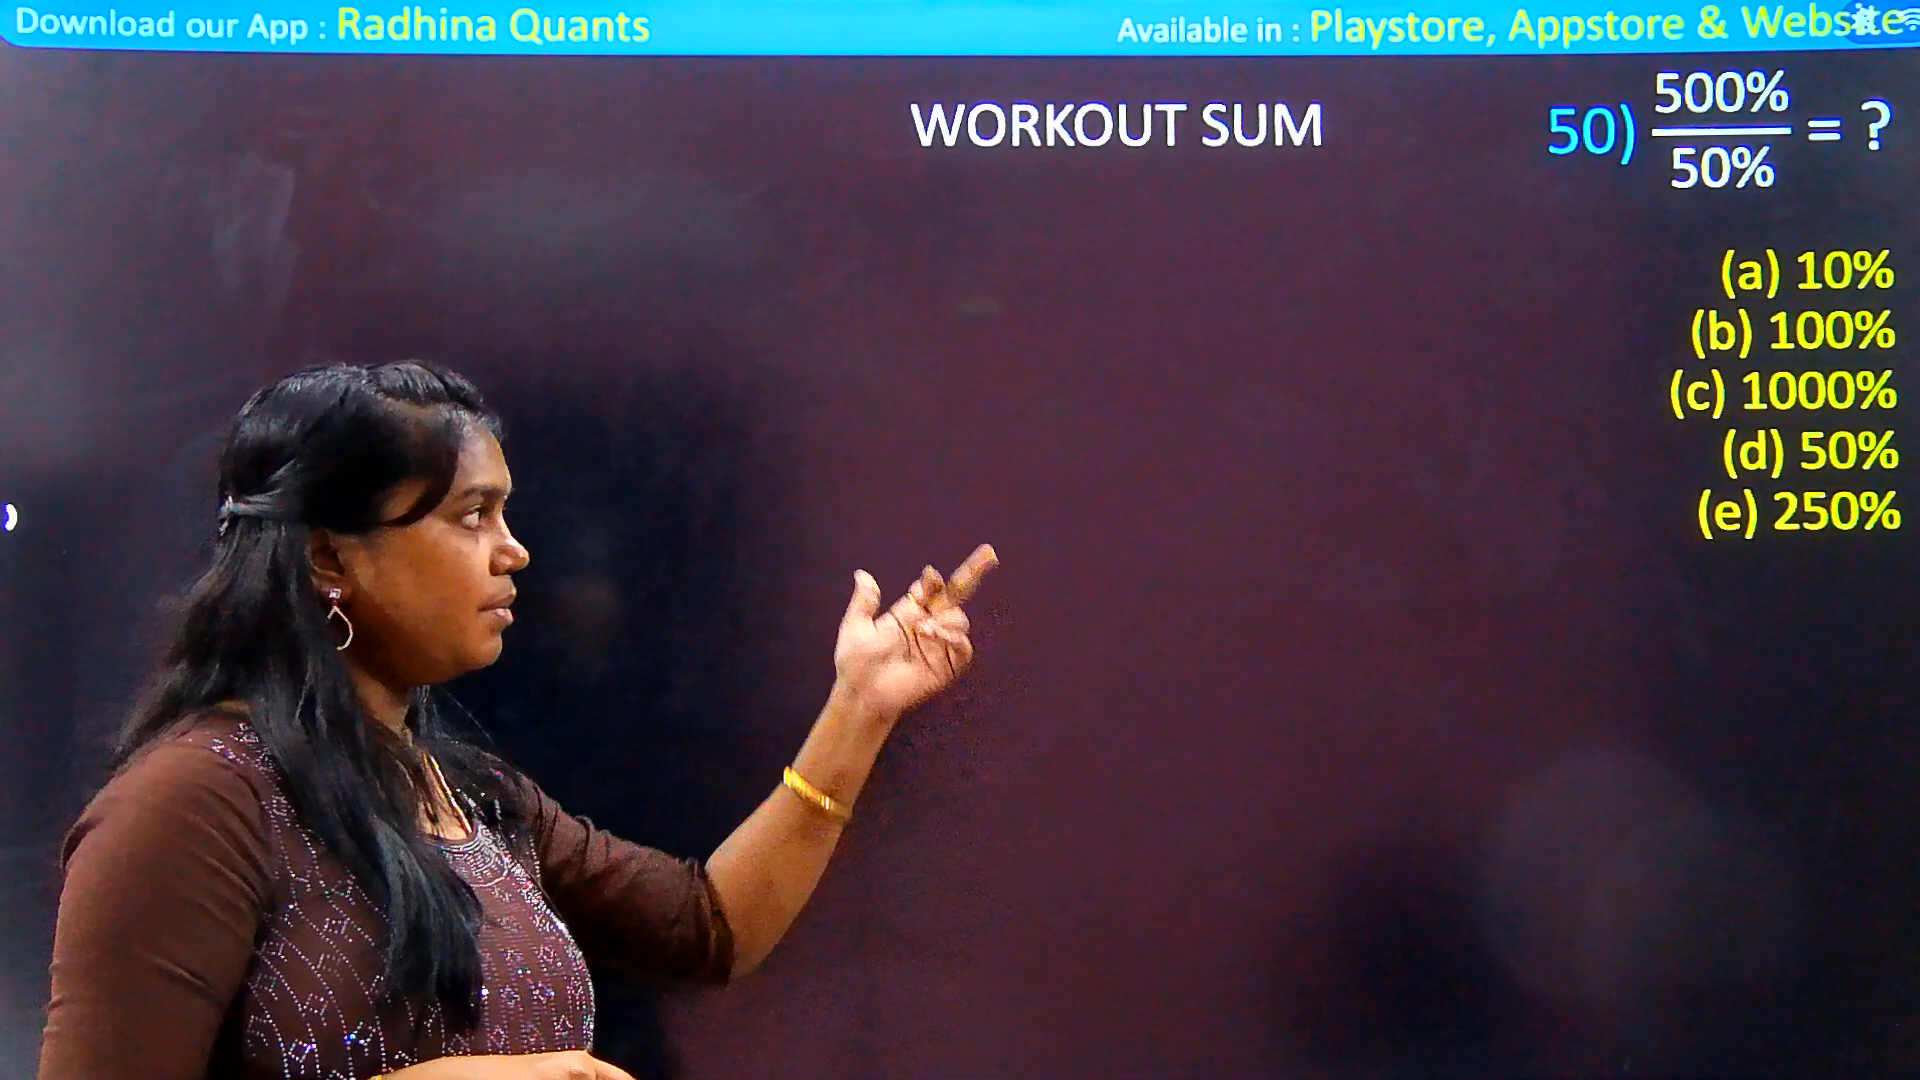 Download our App : Radhina Quants
Available in : Playstore, Appstore & Website
WORKOUT SUM
50) 500%/50% = ?
(a) 10%
(b) 100%
(c) 1000%
(d) 50%
(e) 250%